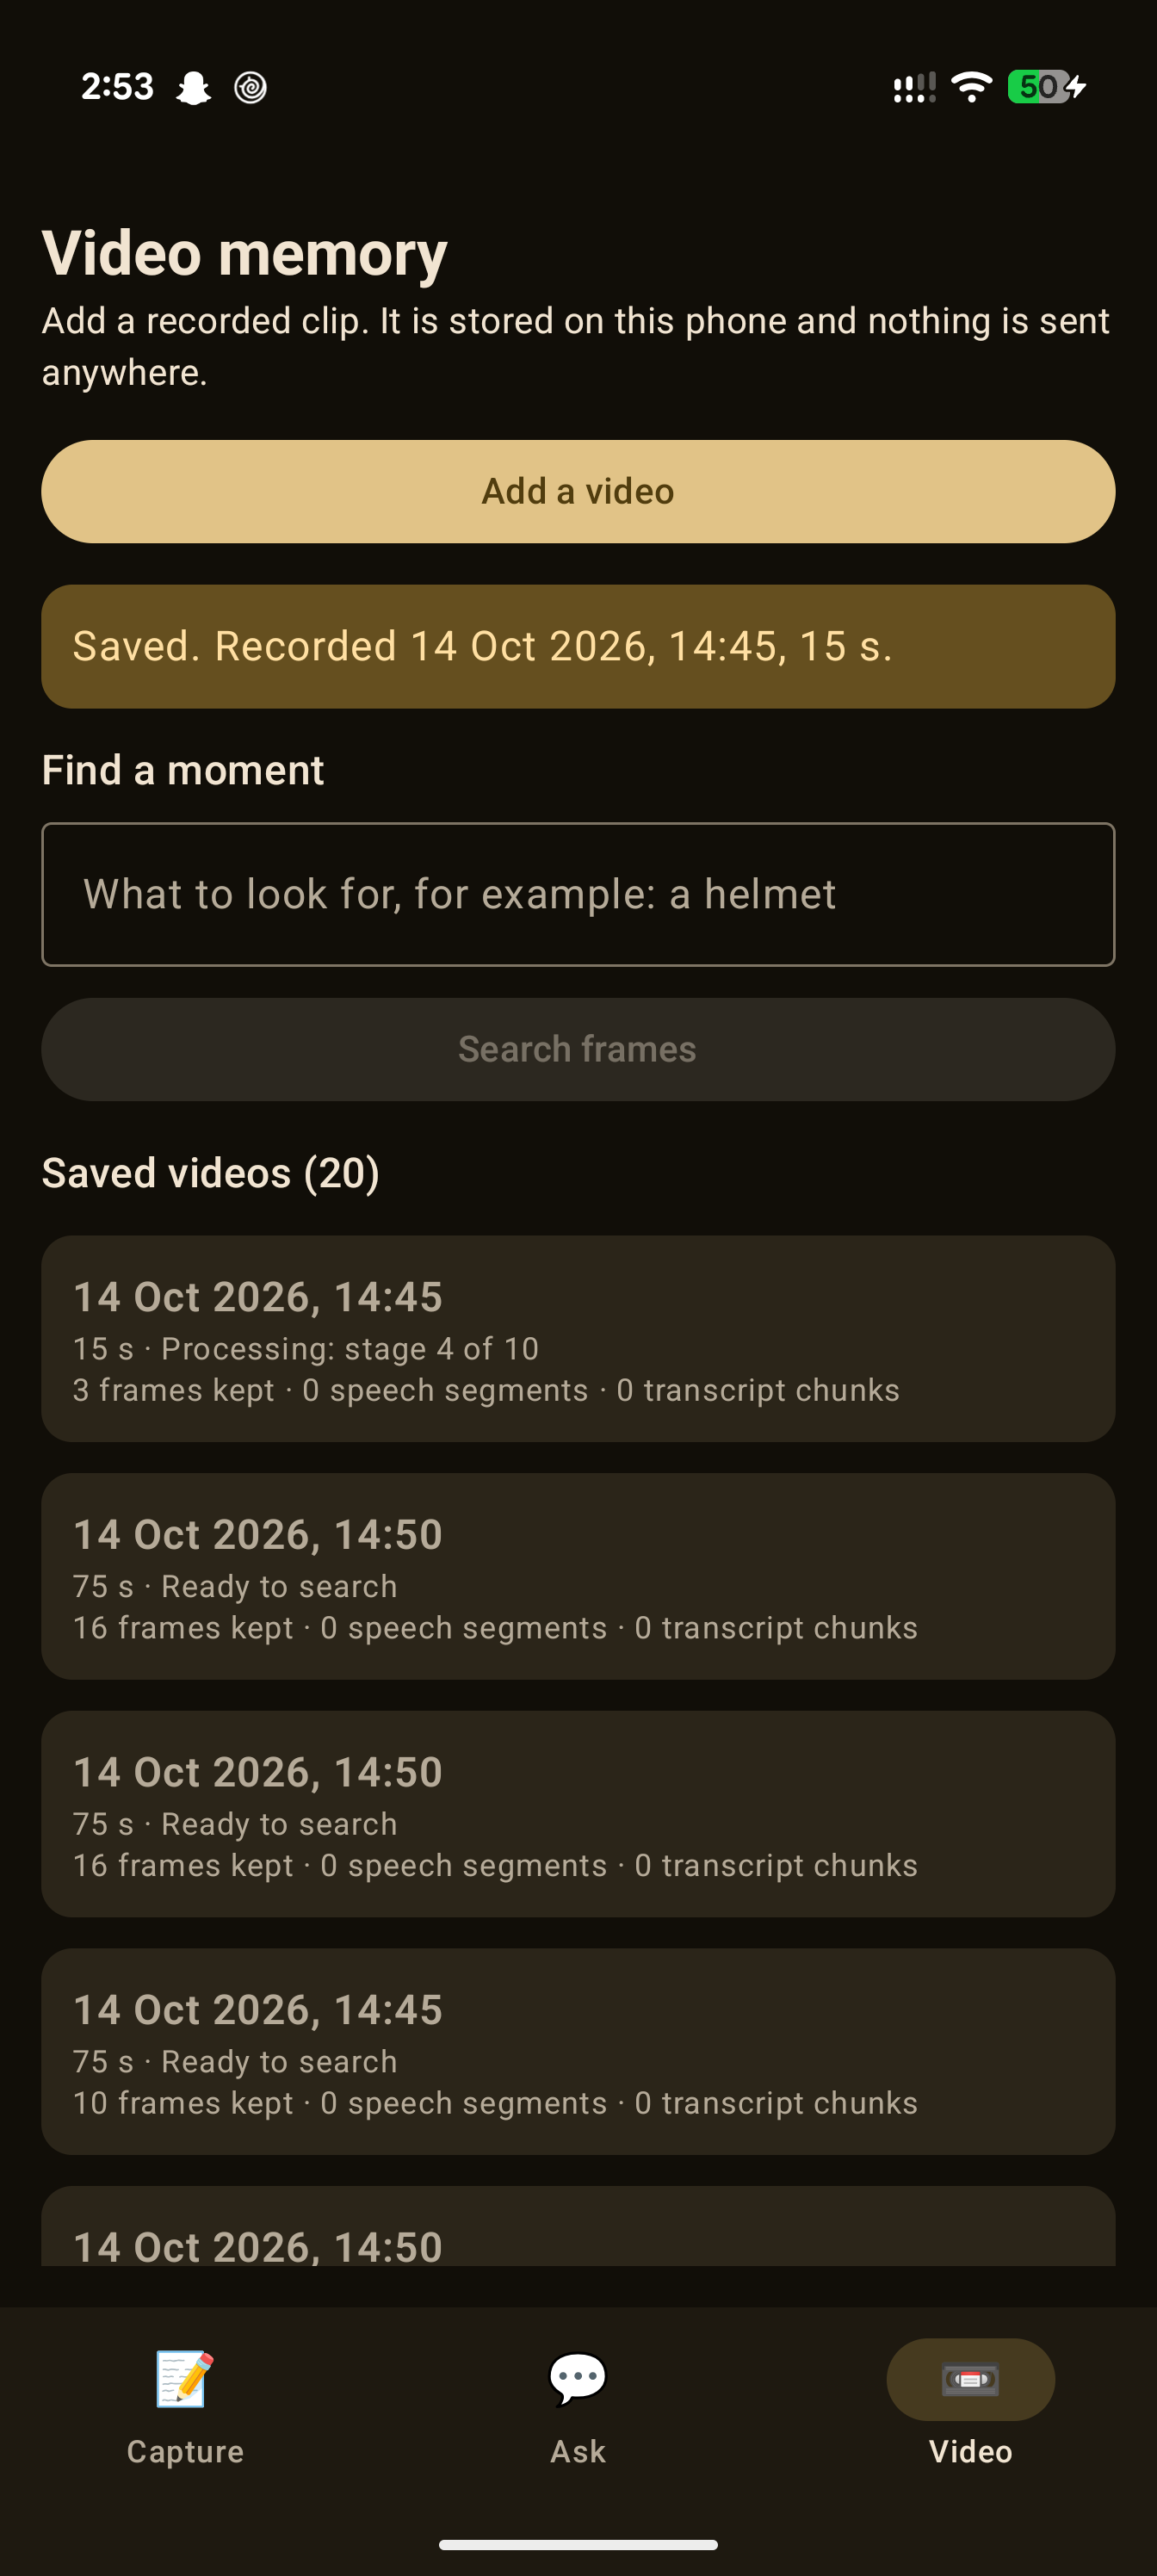 2:53
50
Video memory
Add a recorded clip. It is stored on this phone and nothing is sent
anywhere.
Add a video
Saved. Recorded 14 Oct 2026, 14:45, 15 s.
Find a moment
What to look for, for example: a helmet
Search frames
Saved videos (20)
14 Oct 2026, 14:45
15 s · Processing: stage 4 of 10
3 frames kept · 0 speech segments · 0 transcript chunks
14 Oct 2026, 14:50
75 s · Ready to search
16 frames kept · 0 speech segments · 0 transcript chunks
14 Oct 2026, 14:50
75 s · Ready to search
16 frames kept · 0 speech segments · 0 transcript chunks
14 Oct 2026, 14:45
75 s · Ready to search
10 frames kept · 0 speech segments · 0 transcript chunks
14 Oct 2026, 14:50
Capture
Ask
Video